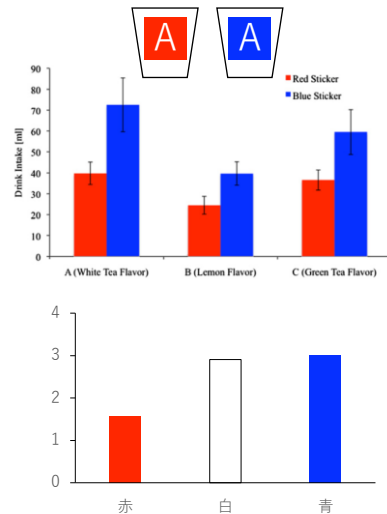 A A
Red Sticker
Blue Sticker
Drink Intake [ml]
90
80
70
60
50
40
30
20
10
0
A (White Tea Flavor) B (Lemon Flavor) C (Green Tea Flavor)
4
3
2
1
0
赤 白 青